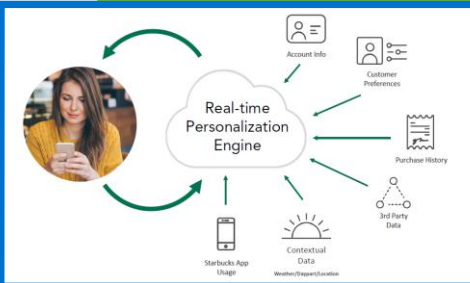 Account Info
Customer
Preferences
Real-time
Personalization
Engine
Purchase History
3rd Party
Data
Contextual
Data
Weather/Daypart/Location
Starbucks App
Usage